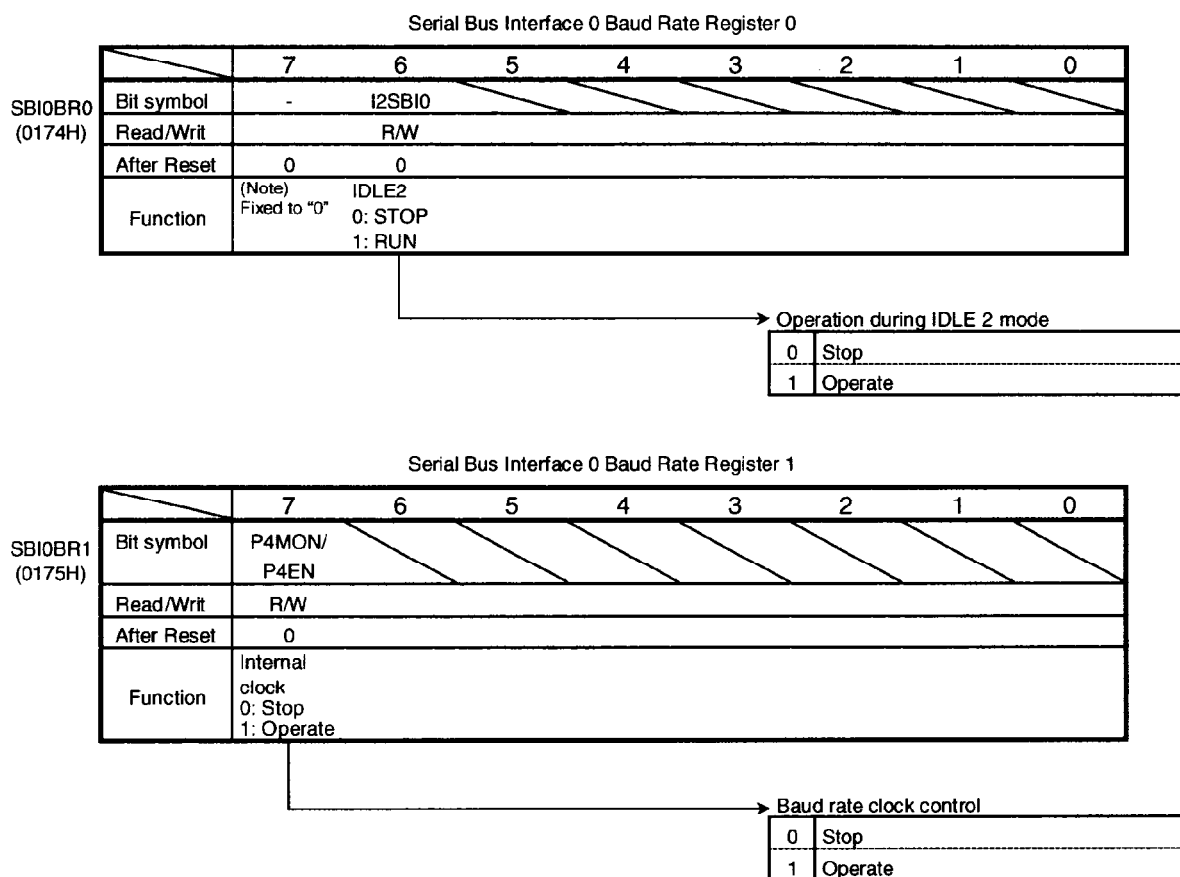 Serial Bus Interface 0 Baud Rate Register 0
7 6 5 4 3 2 1 0
SBI0BR0
(0174H)
Bit symbol - I2SBI0
Read/Writ R/W
After Reset 0 0
Function
(Note)
Fixed to “0”
IDLE2
0: STOP
1: RUN
Operation during IDLE 2 mode
0 Stop
1 Operate
Serial Bus Interface 0 Baud Rate Register 1
7 6 5 4 3 2 1 0
SBI0BR1
(0175H)
Bit symbol P4MON/
P4EN
Read/Writ R/W
After Reset 0
Function
Internal
clock
0: Stop
1: Operate
Baud rate clock control
0 Stop
1 Operate